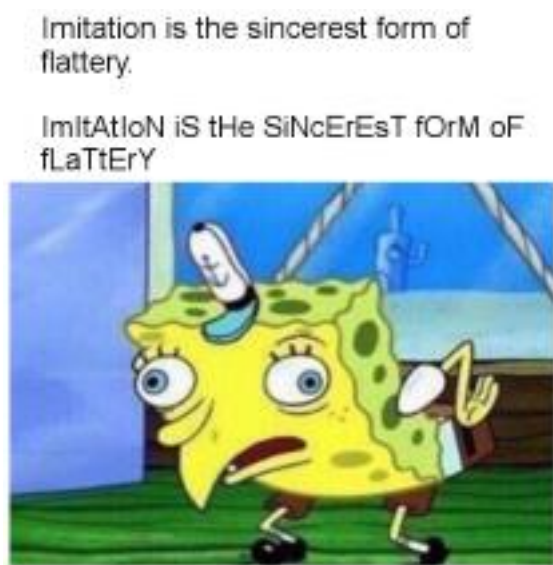 Imitation is the sincerest form of
flattery.
ImItAtIoN iS tHe SiNcErEsT fOrM oF
fLaTtErY